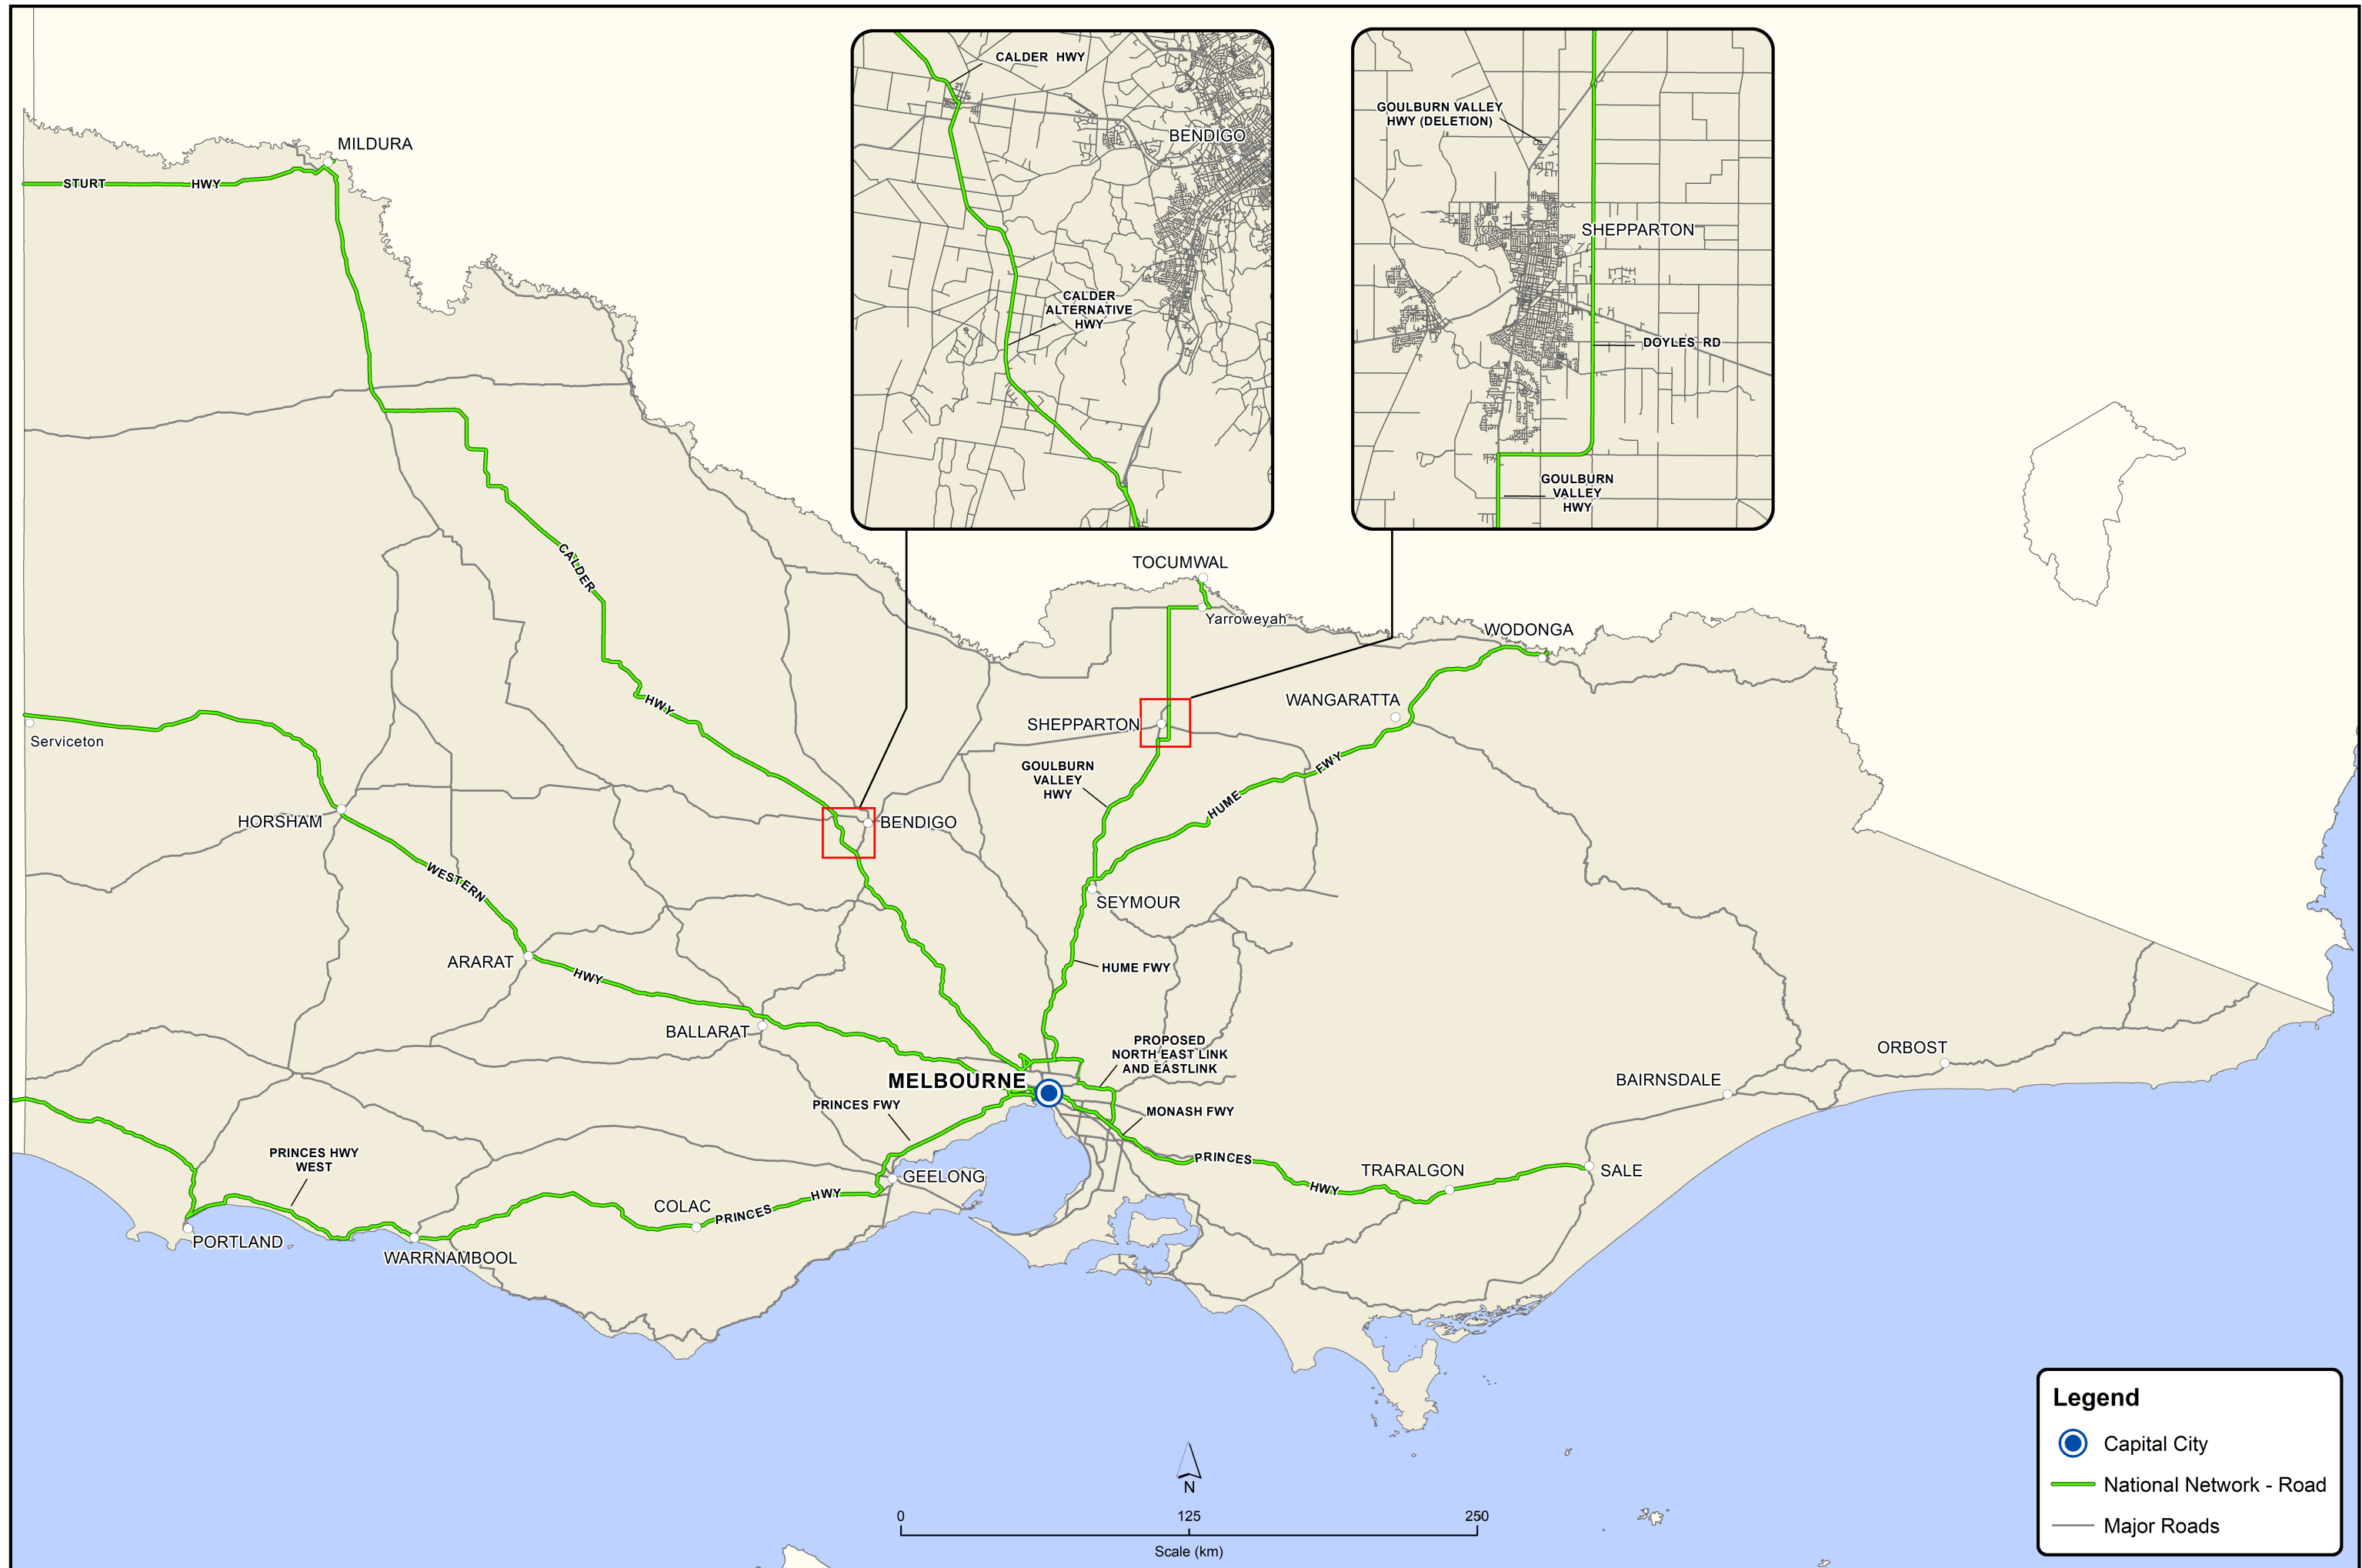 CALDER HWY
BENDIGO
CALDER
ALTERNATIVE
HWY
GOULBURN VALLEY
HWY (DELETION)
SHEPPARTON
DOYLES RD
GOULBURN
VALLEY
HWY
MILDURA
STURT HWY
TOCUMWAL
Yarroweyah
WODONGA
CALDER
HWY
WANGARATTA
SHEPPARTON
Serviceton
GOULBURN
VALLEY
HWY
FWY
HUME
HORSHAM
BENDIGO
WESTERN
SEYMOUR
ARARAT
HWY
HUME FWY
BALLARAT
PROPOSED
NORTH EAST LINK
AND EASTLINK
ORBOST
MELBOURNE
BAIRNSDALE
PRINCES FWY
MONASH FWY
PRINCES HWY
WEST
PRINCES
HWY
TRARALGON
SALE
GEELONG
COLAC
PRINCES
HWY
PORTLAND
WARRNAMBOOL
Legend
Capital City
National Network - Road
Major Roads
N
0 125 250
Scale (km)